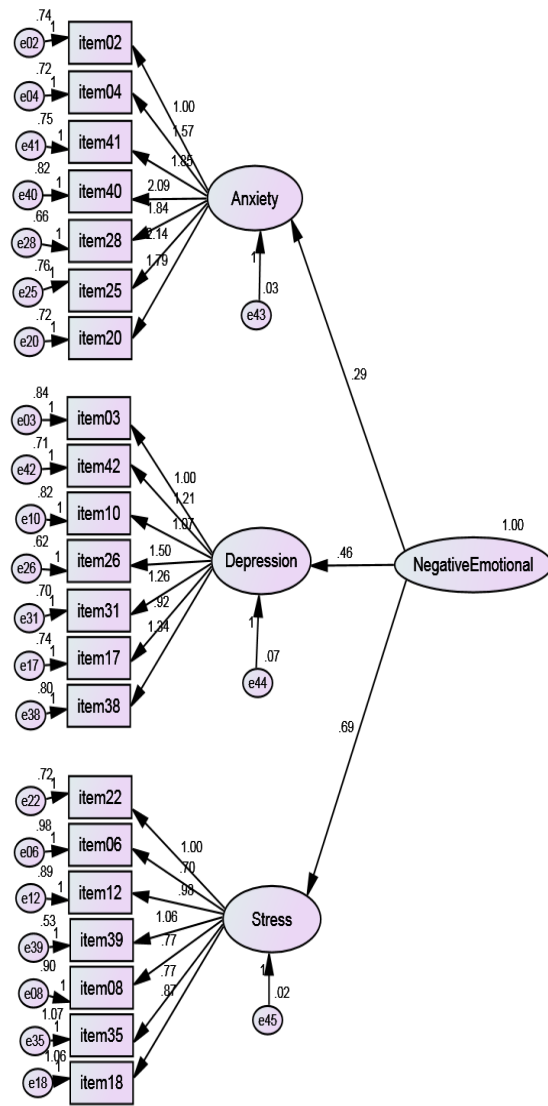 .74
e02
1
item02
.72
e04
1
item04
.75
e41
1
item41
.82
e40
1
item40
.66
e28
1
item28
.76
e25
1
item25
.72
e20
1
item20
1.00
1.57
1.85
2.09
1.84
2.14
1.79
Anxiety
1
.03
e43
.29
.84
e03
1
item03
.71
e42
1
item42
.82
e10
1
item10
.62
e26
1
item26
.70
e31
1
item31
.74
e17
1
item17
.80
e38
1
item38
1.00
1.21
1.07
1.50
1.26
.92
1.34
Depression
1
.07
e44
.46
1.00
NegativeEmotional
.69
.72
e22
1
item22
.98
e06
1
item06
.89
e12
1
item12
.53
e39
1
item39
.90
e08
1
item08
1.07
e35
1
item35
1.06
e18
1
item18
1.00
.70
.98
1.06
.77
.77
.87
Stress
1
.02
e45